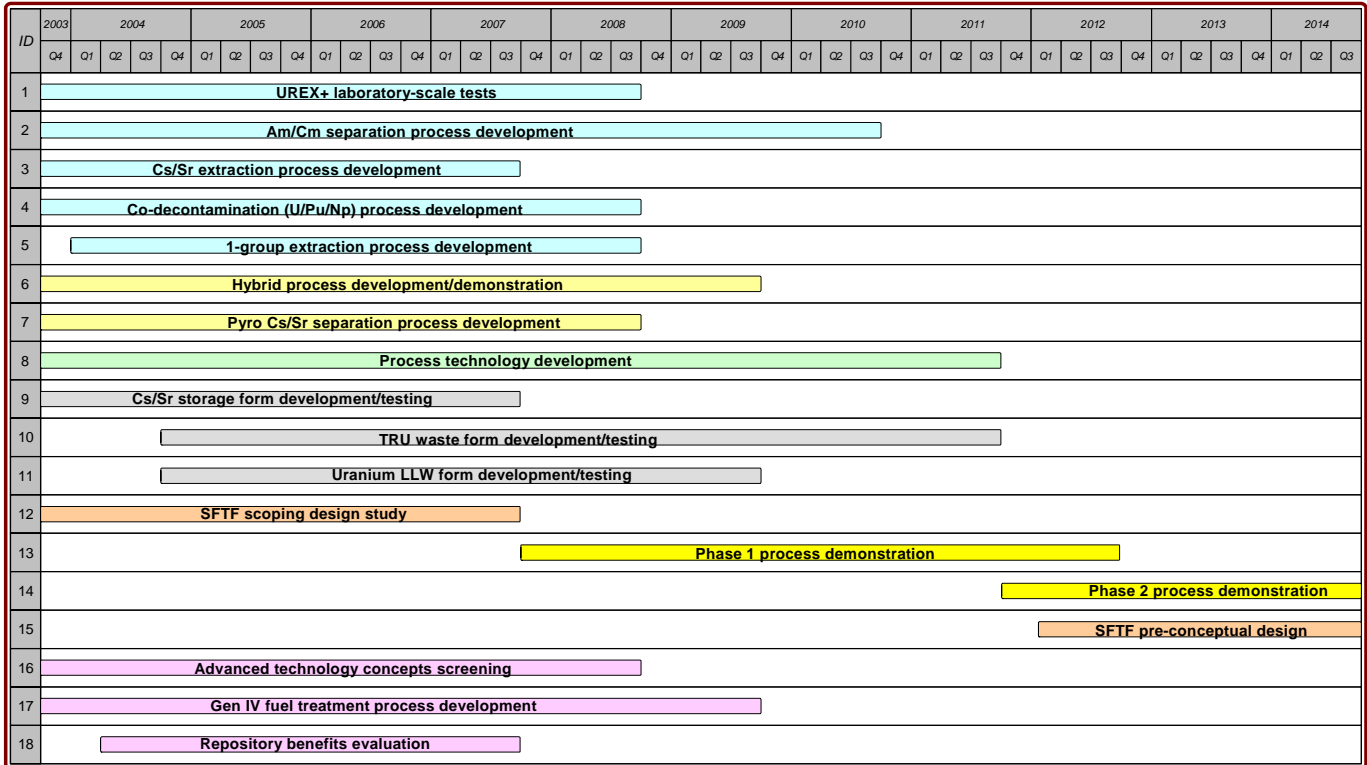 ID 2003 2004 2005 2006 2007 2008 2009 2010 2011 2012 2013 2014
Q4 Q1 Q2 Q3 Q4 Q1 Q2 Q3 Q4 Q1 Q2 Q3 Q4 Q1 Q2 Q3 Q4 Q1 Q2 Q3 Q4 Q1 Q2 Q3 Q4 Q1 Q2 Q3 Q4 Q1 Q2 Q3 Q4 Q1 Q2 Q3 Q4 Q1 Q2 Q3 Q4 Q1 Q2 Q3
1 UREX+ laboratory-scale tests
2 Am/Cm separation process development
3 Cs/Sr extraction process development
4 Co-decontamination (U/Pu/Np) process development
5 1-group extraction process development
6 Hybrid process development/demonstration
7 Pyro Cs/Sr separation process development
8 Process technology development
9 Cs/Sr storage form development/testing
10 TRU waste form development/testing
11 Uranium LLW form development/testing
12 SFTF scoping design study
13 Phase 1 process demonstration
14 Phase 2 process demonstration
15 SFTF pre-conceptual design
16 Advanced technology concepts screening
17 Gen IV fuel treatment process development
18 Repository benefits evaluation